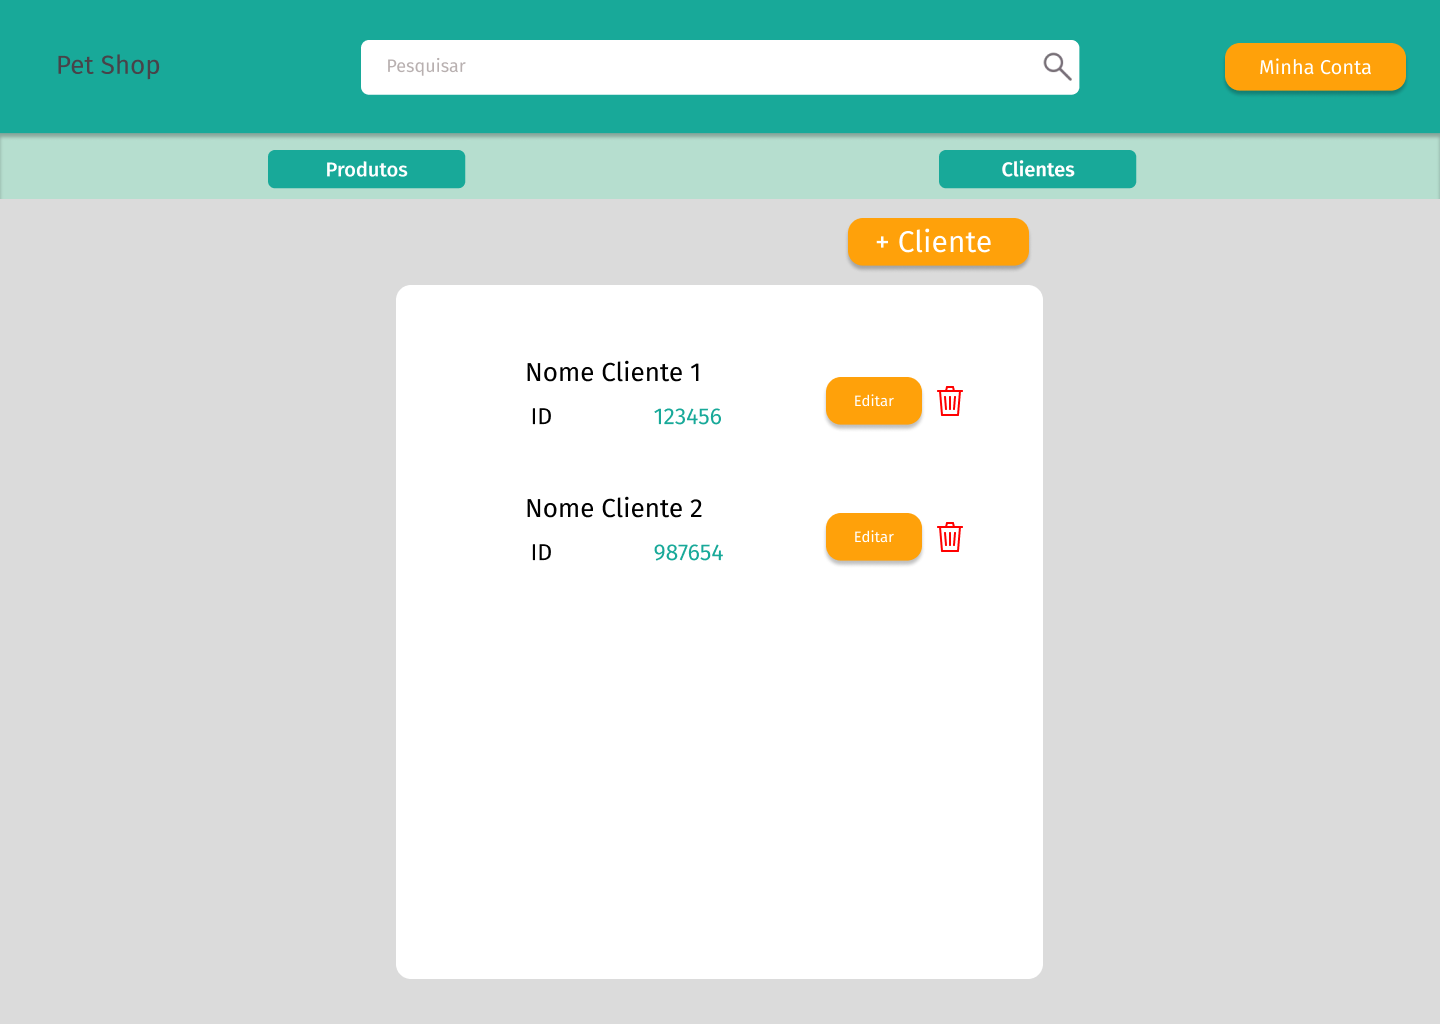 Pet Shop
Pesquisar
Minha Conta
Produtos
Clientes
+ Cliente
Nome Cliente 1
ID 123456
Editar
Nome Cliente 2
ID 987654
Editar